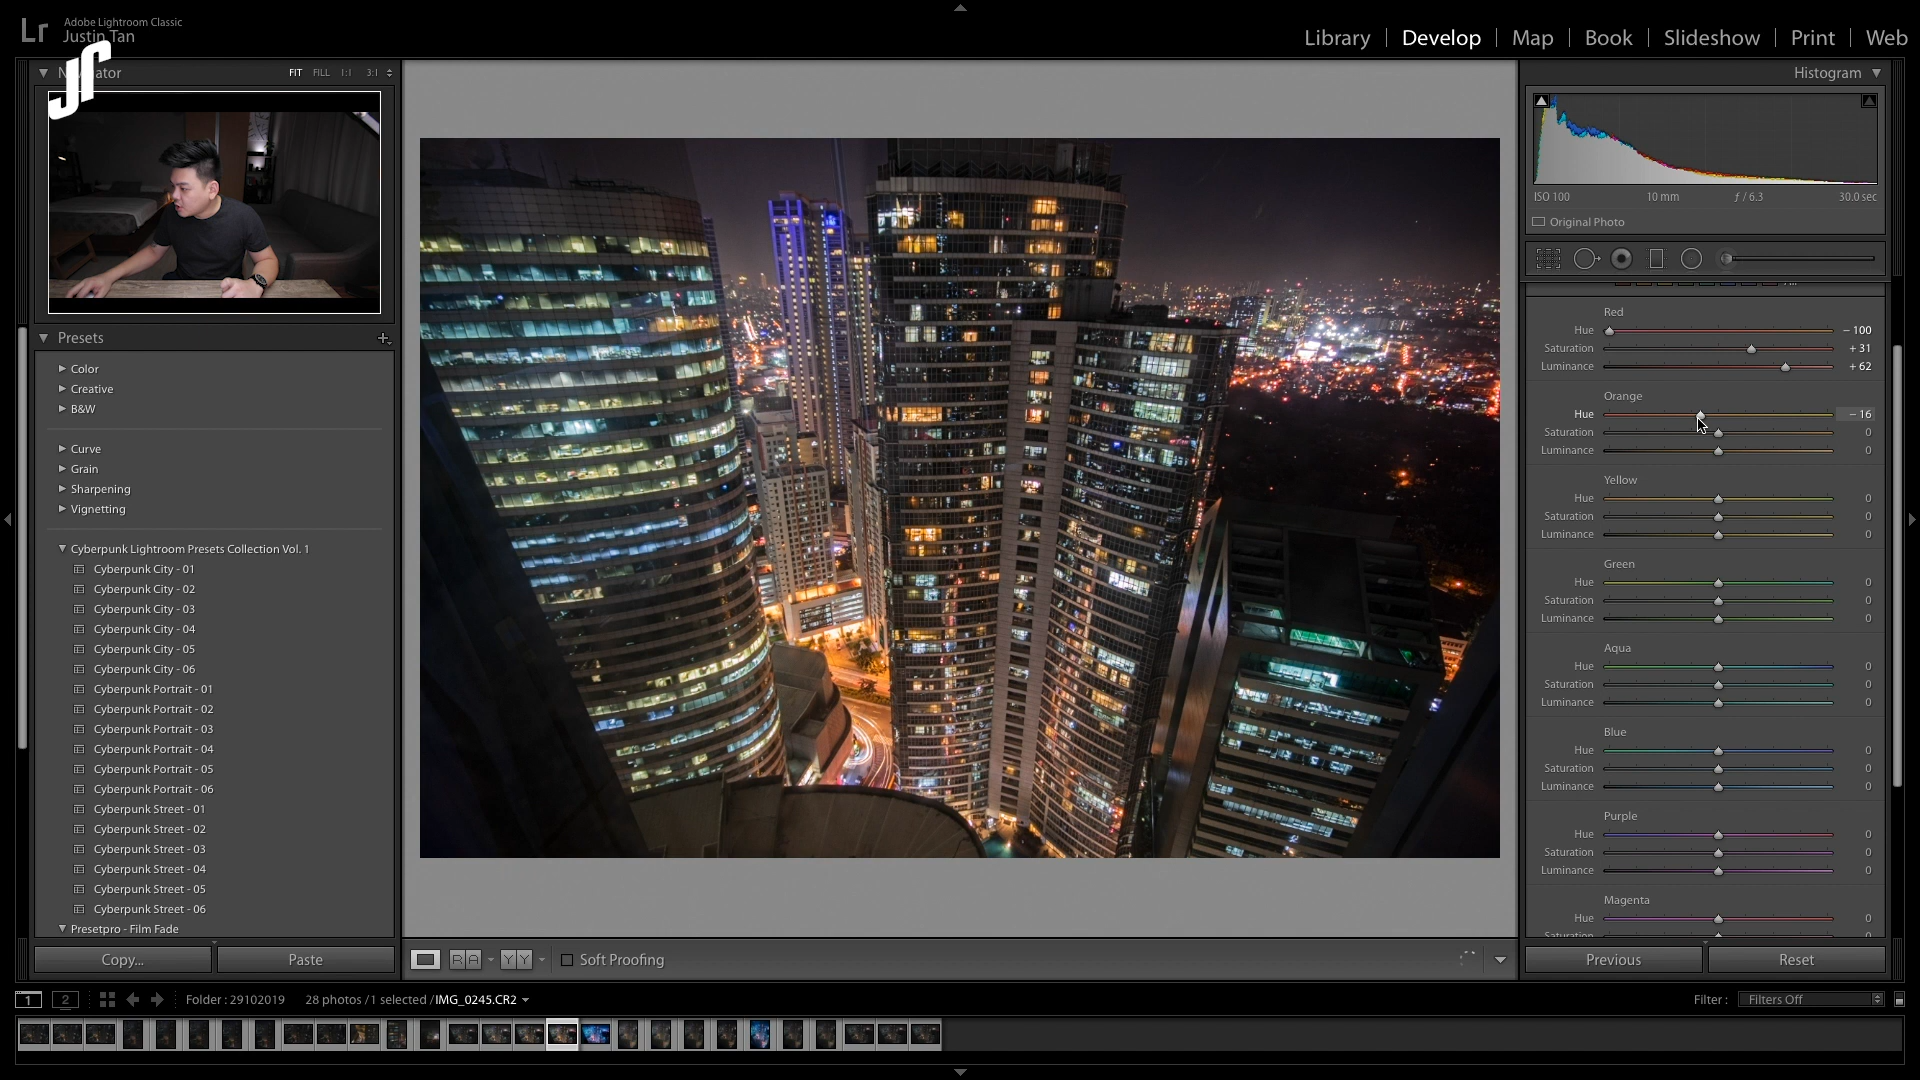 Lr
Adobe Lightroom Classic
Justin Tan
Library | Develop | Map | Book | Slideshow | Print | Web
FIT FILL 1:1 3:1
Presets
Color
Creative
B&W
Curve
Grain
Sharpening
Vignetting
Cyberpunk Lightroom Presets Collection Vol. 1
Cyberpunk City - 01
Cyberpunk City - 02
Cyberpunk City - 03
Cyberpunk City - 04
Cyberpunk City - 05
Cyberpunk City - 06
Cyberpunk Portrait - 01
Cyberpunk Portrait - 02
Cyberpunk Portrait - 03
Cyberpunk Portrait - 04
Cyberpunk Portrait - 05
Cyberpunk Portrait - 06
Cyberpunk Street - 01
Cyberpunk Street - 02
Cyberpunk Street - 03
Cyberpunk Street - 04
Cyberpunk Street - 05
Cyberpunk Street - 06
Presetpro - Film Fade
Copy... Paste
R A Y Y Soft Proofing
Histogram
ISO 100 10 mm ƒ / 6.3 30.0 sec
Original Photo
Red
Hue - 100
Saturation + 31
Luminance + 62
Orange
Hue - 16
Saturation 0
Luminance 0
Yellow
Hue 0
Saturation 0
Luminance 0
Green
Hue 0
Saturation 0
Luminance 0
Aqua
Hue 0
Saturation 0
Luminance 0
Blue
Hue 0
Saturation 0
Luminance 0
Purple
Hue 0
Saturation 0
Luminance 0
Magenta
Hue 0
Previous Reset
1 2 Folder : 29102019 28 photos / 1 selected / IMG_0245.CR2 Filter : Filters Off